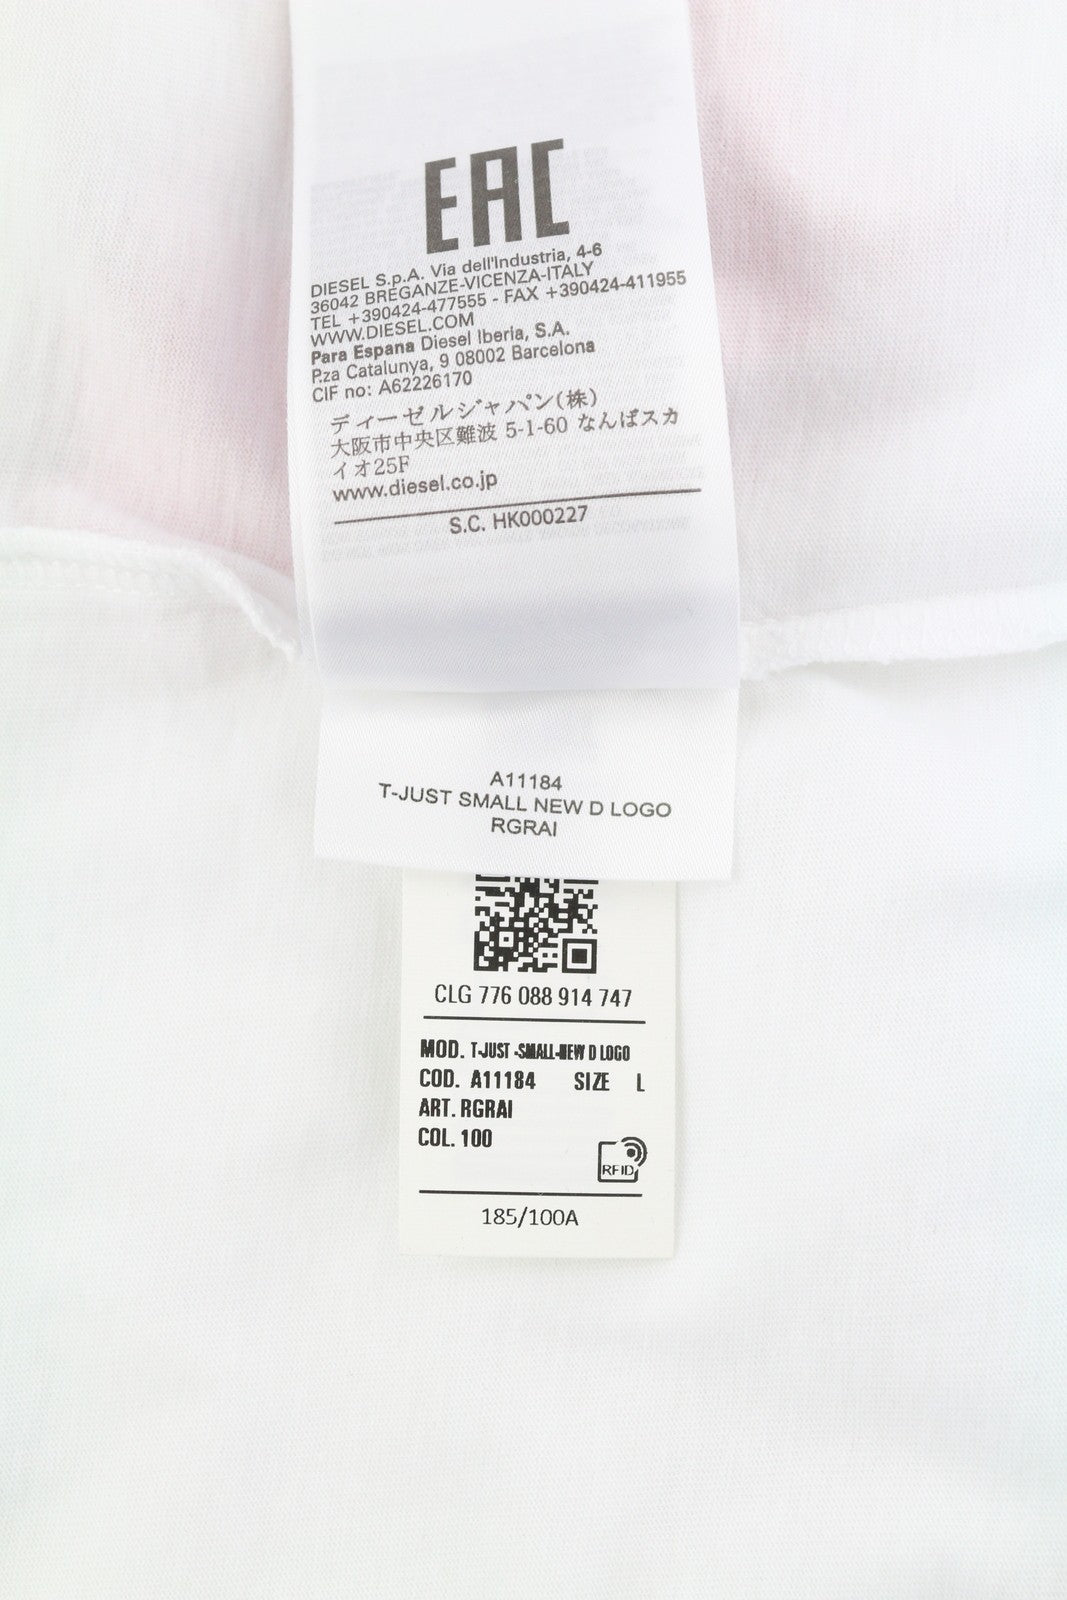 EAC
DIESEL S.p.A. Via dell'Industria, 4-6
36042 BREGANZE-VICENZA-ITALY
TEL +390424-477555 - FAX +390424-411955
WWW.DIESEL.COM
Para Espana Diesel Iberia, S.A.
P.za Catalunya, 9 08002 Barcelona
CIF no: A62226170
ディーゼルジャパン(株)
大阪市中央区難波 5-1-60 なんばスカ
イオ25F
www.diesel.co.jp
S.C. HK000227
A11184
T-JUST SMALL NEW D LOGO
RGRAI
CLG 776 088 914 747
MOD. T-JUST -SMALL-NEW D LOGO
COD. A11184 SIZE L
ART. RGRAI
COL. 100
RFID
185/100A